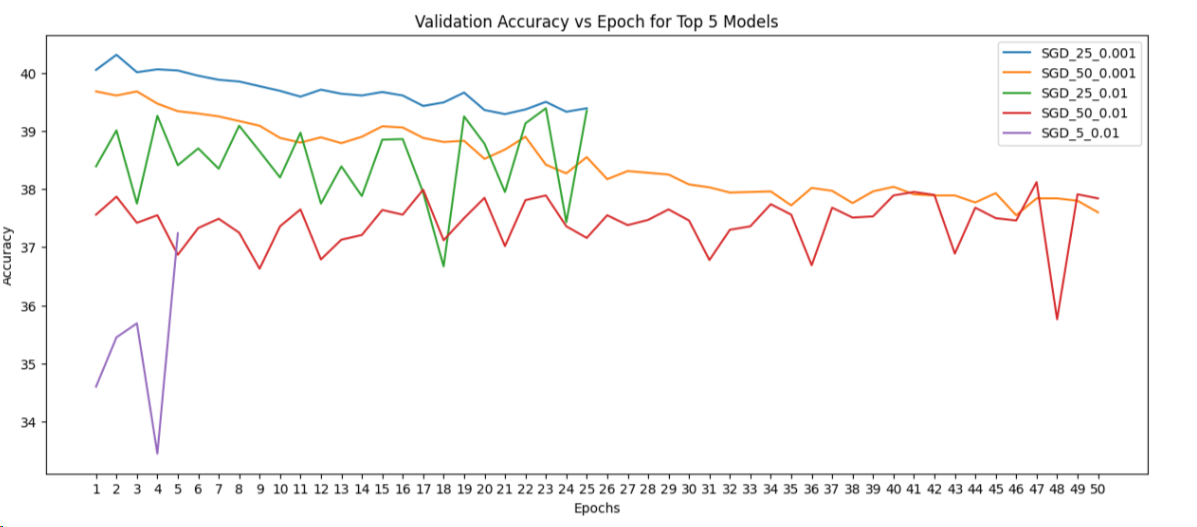 Validation Accuracy vs Epoch for Top 5 Models
SGD_25_0.001
SGD_50_0.001
SGD_25_0.01
SGD_50_0.01
SGD_5_0.01
40
39
38
37
36
35
34
Accuracy
1 2 3 4 5 6 7 8 9 10 11 12 13 14 15 16 17 18 19 20 21 22 23 24 25 26 27 28 29 30 31 32 33 34 35 36 37 38 39 40 41 42 43 44 45 46 47 48 49 50
Epochs